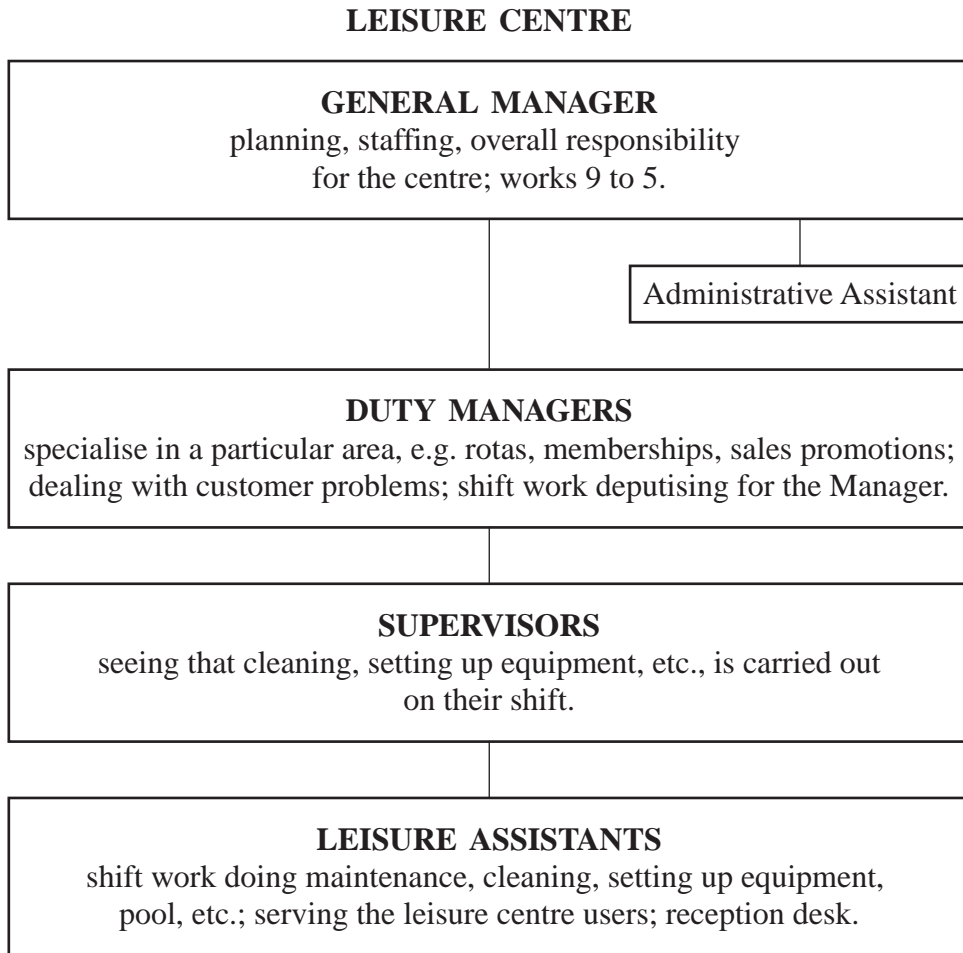 LEISURE CENTRE
GENERAL MANAGER
planning, staffing, overall responsibility
for the centre; works 9 to 5.
Administrative Assistant
DUTY MANAGERS
specialise in a particular area, e.g. rotas, memberships, sales promotions;
dealing with customer problems; shift work deputising for the Manager.
SUPERVISORS
seeing that cleaning, setting up equipment, etc., is carried out
on their shift.
LEISURE ASSISTANTS
shift work doing maintenance, cleaning, setting up equipment,
pool, etc.; serving the leisure centre users; reception desk.